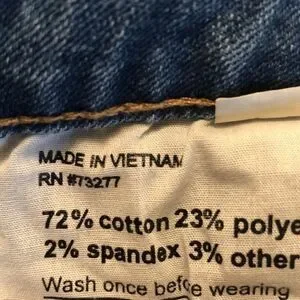 MADE IN VIETNAM
RN #73277
72% cotton 23% polye
2% spandex 3% other
Wash once before wearing